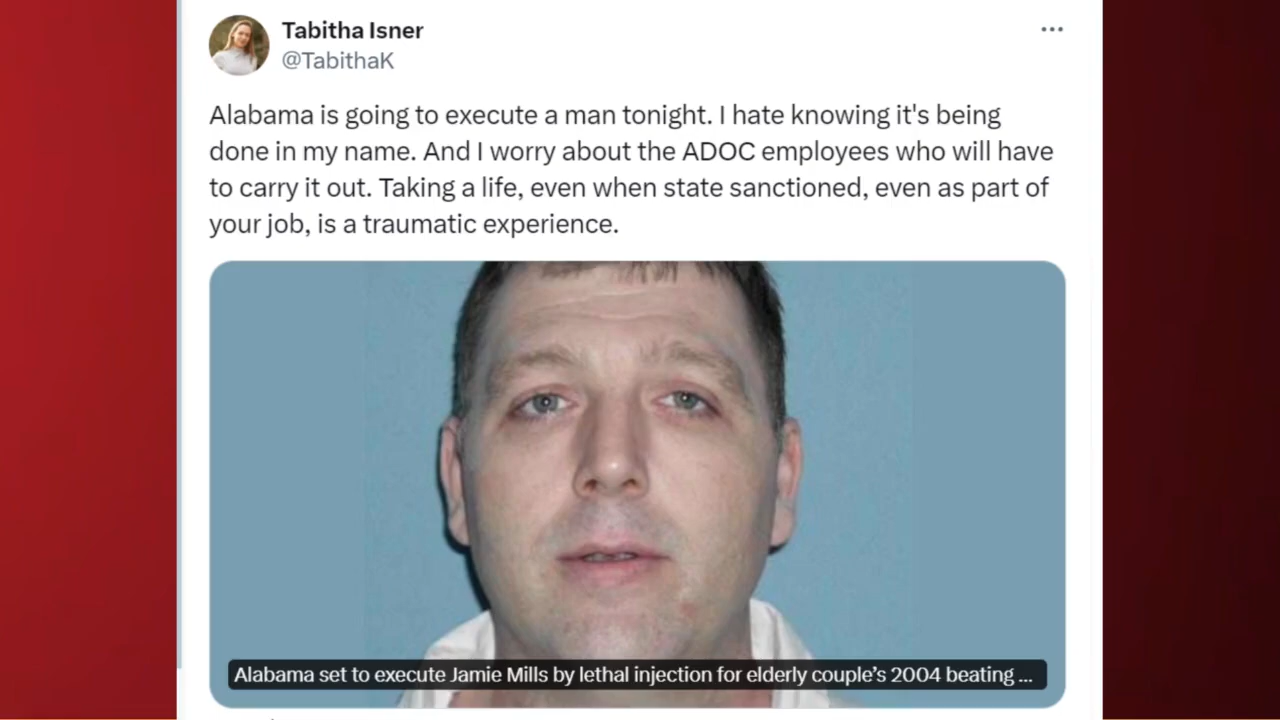 Tabitha Isner
@TabithaK
Alabama is going to execute a man tonight. I hate knowing it's being
done in my name. And I worry about the ADOC employees who will have
to carry it out. Taking a life, even when state sanctioned, even as part of
your job, is a traumatic experience.
Alabama set to execute Jamie Mills by lethal injection for elderly couple’s 2004 beating ...